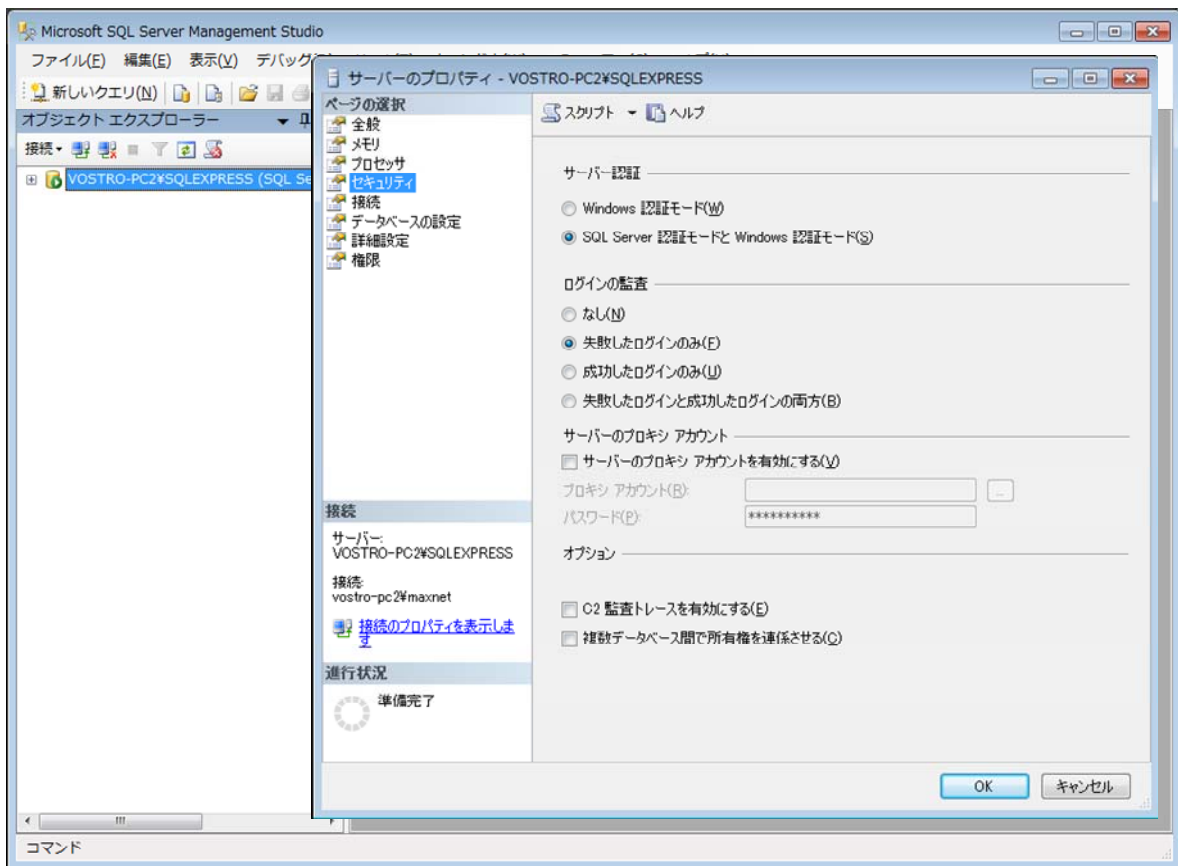 Microsoft SQL Server Management Studio
ファイル(F) 編集(E) 表示(V) デバッグ
新しいクエリ(N)
オブジェクト エクスプローラー
接続
VOSTRO-PC2¥SQLEXPRESS (SQL Se
コマンド
サーバーのプロパティ - VOSTRO-PC2¥SQLEXPRESS
ページの選択
全般
メモリ
プロセッサ
セキュリティ
接続
データベースの設定
詳細設定
権限
接続
サーバー:
VOSTRO-PC2¥SQLEXPRESS
接続:
vostro-pc2¥maxnet
接続のプロパティを表示しま
す
進行状況
準備完了
スクリプト ヘルプ
サーバー認証
Windows 認証モード(W)
SQL Server 認証モードと Windows 認証モード(S)
ログインの監査
なし(N)
失敗したログインのみ(F)
成功したログインのみ(U)
失敗したログインと成功したログインの両方(B)
サーバーのプロキシ アカウント
サーバーのプロキシ アカウントを有効にする(V)
プロキシ アカウント(R):
...
パスワード(P):
**********
オプション
C2 監査トレースを有効にする(E)
複数データベース間で所有権を連係させる(C)
OK キャンセル